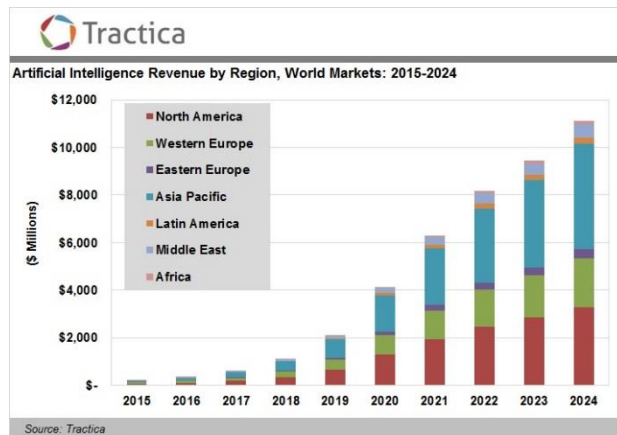 Tractica
Artificial Intelligence Revenue by Region, World Markets: 2015-2024
$12,000
$10,000
$8,000
$6,000
$4,000
$2,000
$-
($ Millions)
North America
Western Europe
Eastern Europe
Asia Pacific
Latin America
Middle East
Africa
2015 2016 2017 2018 2019 2020 2021 2022 2023 2024
Source: Tractica